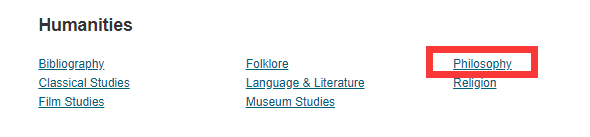 Humanities
Bibliography
Classical Studies
Film Studies
Folklore
Language & Literature
Museum Studies
Philosophy
Religion